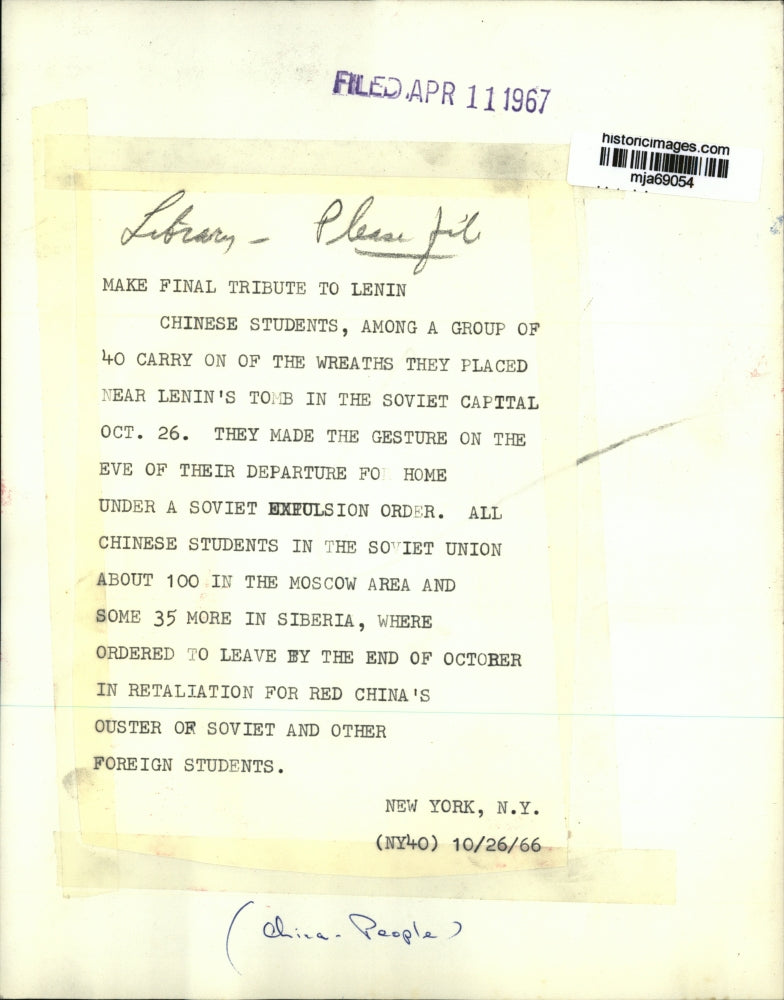 FILED APR 11 1967
historicimages.com
mja69054
Library - Please file
MAKE FINAL TRIBUTE TO LENIN
CHINESE STUDENTS, AMONG A GROUP OF
40 CARRY ON OF THE WREATHS THEY PLACED
NEAR LENIN'S TOMB IN THE SOVIET CAPITAL
OCT. 26. THEY MADE THE GESTURE ON THE
EVE OF THEIR DEPARTURE FO HOME
UNDER A SOVIET EXPULSION ORDER. ALL
CHINESE STUDENTS IN THE SOVIET UNION
ABOUT 100 IN THE MOSCOW AREA AND
SOME 35 MORE IN SIBERIA, WHERE
ORDERED TO LEAVE BY THE END OF OCTOBER
IN RETALIATION FOR RED CHINA'S
OUSTER OF SOVIET AND OTHER
FOREIGN STUDENTS.
NEW YORK, N.Y.
(NY40) 10/26/66
(China - People)